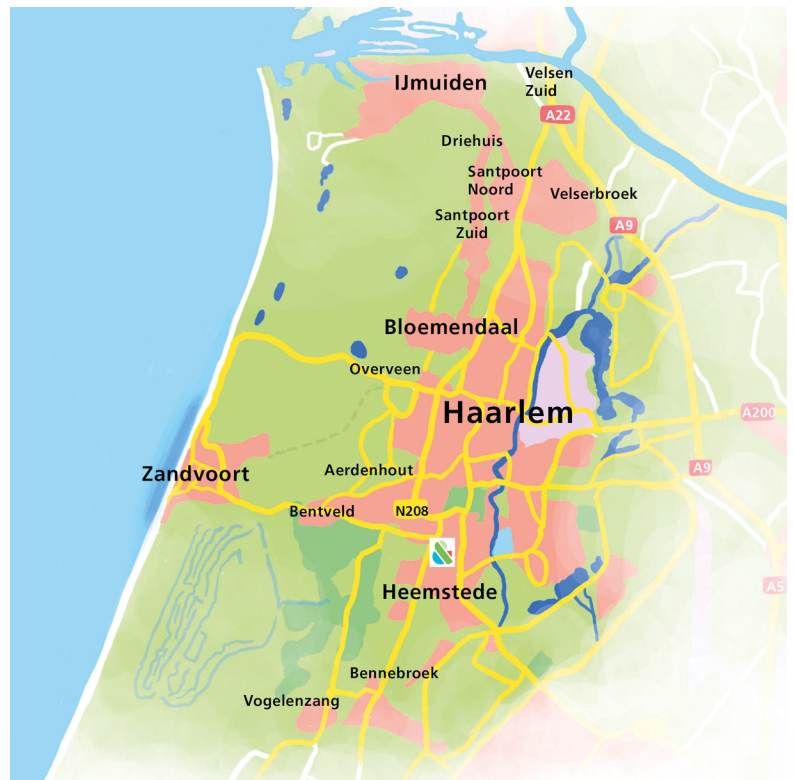 IJmuiden
Velsen
Zuid
A22
Driehuis
Santpoort
Noord
Velserbroek
Santpoort
Zuid
A9
Bloemendaal
Overveen
Haarlem
A200
Zandvoort
Aerdenhout
A9
Bentveld
N208
Heemstede
A5
Bennebroek
Vogelenzang